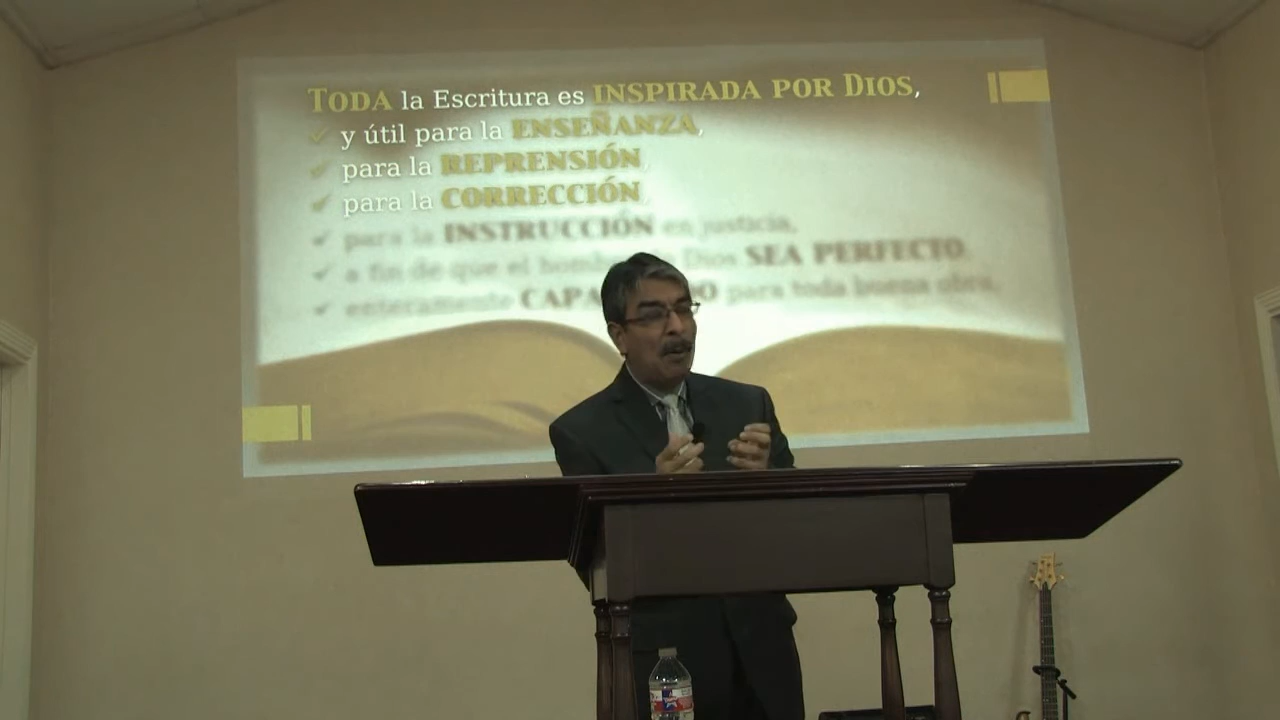 TODA la Escritura es INSPIRADA POR DIOS,
✓ y útil para la ENSEÑANZA,
✓ para la REPRENSIÓN,
✓ para la CORRECCIÓN,
✓ para la INSTRUCCIÓN en justicia,
✓ a fin de que el Dios SEA PERFECTO,
✓ enteramente para toda buena obra.